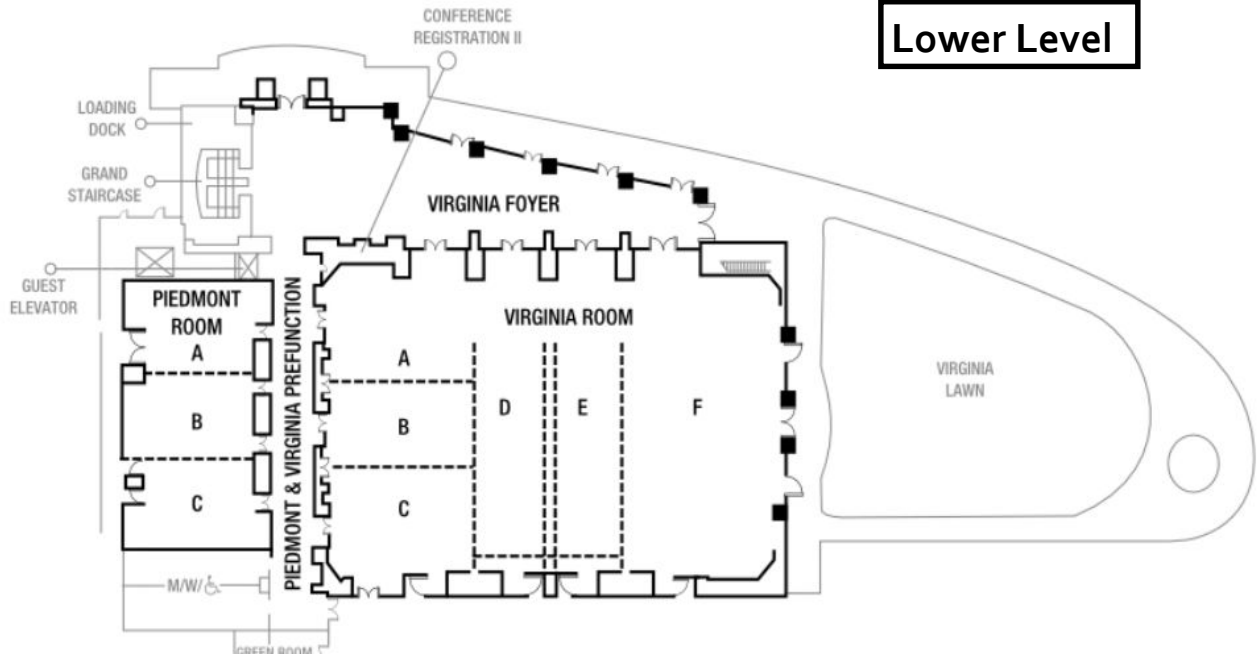 Lower Level
CONFERENCE
REGISTRATION II
LOADING
DOCK
GRAND
STAIRCASE
VIRGINIA FOYER
GUEST
ELEVATOR
PIEDMONT
ROOM
A
B
C
PIEDMONT & VIRGINIA PREFUNCTION
VIRGINIA ROOM
A
B
C
D
E
F
VIRGINIA
LAWN
M/W/♿
GREEN ROOM